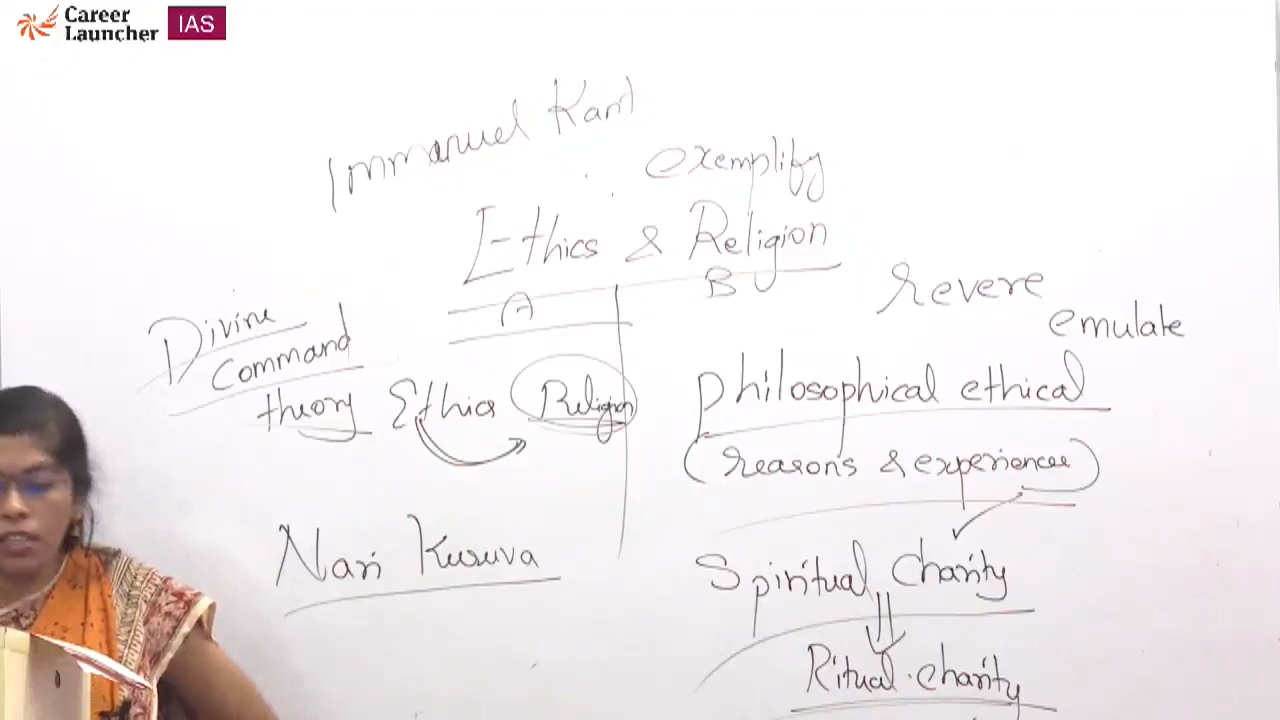 Career
Launcher
IAS
Immanuel Kant
exemplify
Ethics & Religion
A
B
revere
emulate
Divine
command
theory
Ethics Religion
Philosophical ethical
(reasons & experiences)
Nari Kuruva
Spiritual Charity
Ritual charity